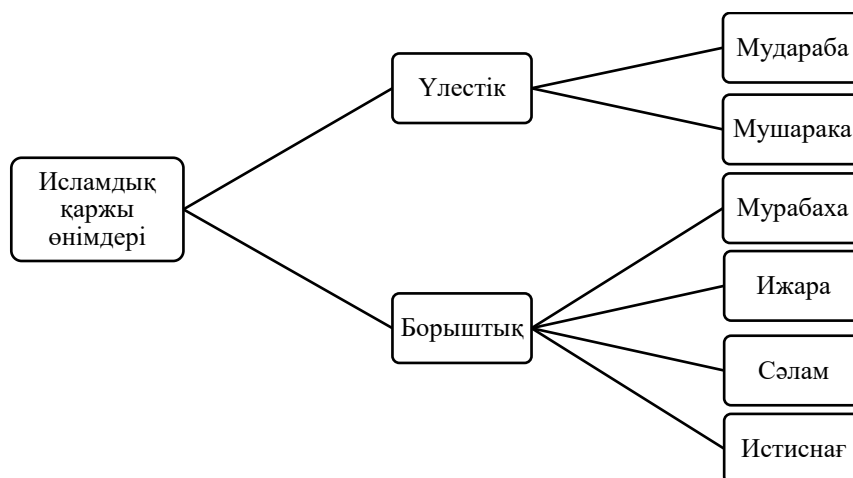 Исламдық
қаржы
өнімдері
Үлестік
Борыштық
Мудараба
Мушарака
Мурабаха
Ижара
Сәлам
Истиснағ